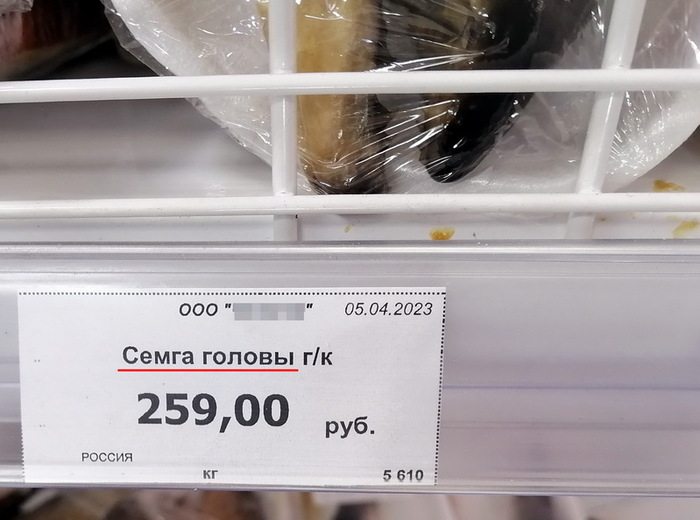 ООО "" 05.04.2023
Семга головы г/к
259,00 руб.
РОССИЯ
кг 5 610